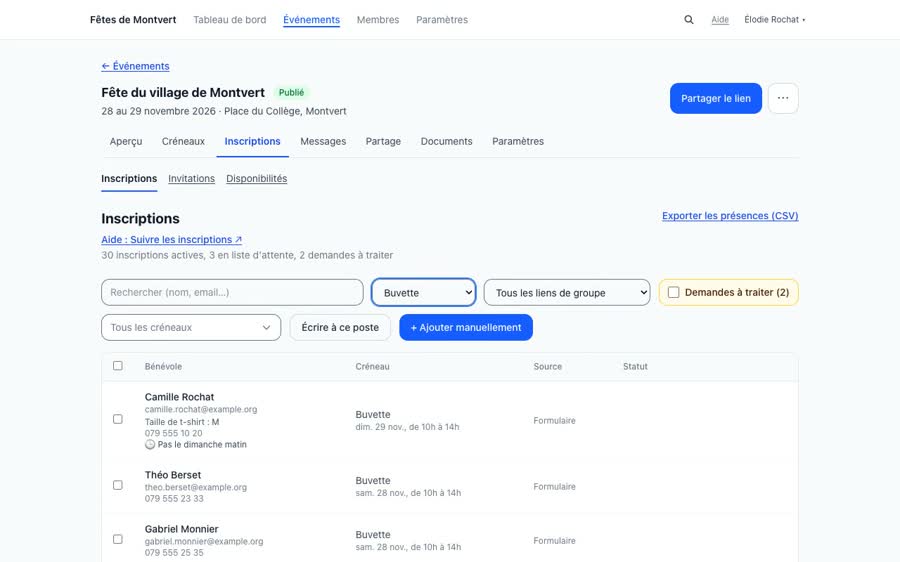 Fêtes de Montvert Tableau de bord Événements Membres Paramètres Aide Élodie Rochat
← Événements
Fête du village de Montvert Publié
28 au 29 novembre 2026 · Place du Collège, Montvert
Partager le lien ···
Aperçu Créneaux Inscriptions Messages Partage Documents Paramètres
Inscriptions Invitations Disponibilités
Inscriptions
Exporter les présences (CSV)
Aide : Suivre les inscriptions ↗
30 inscriptions actives, 3 en liste d'attente, 2 demandes à traiter
Rechercher (nom, email...) Buvette Tous les liens de groupe Demandes à traiter (2)
Tous les créneaux Écrire à ce poste + Ajouter manuellement
Bénévole Créneau Source Statut
Camille Rochat
camille.rochat@example.org
Taille de t-shirt : M
079 555 10 20
Pas le dimanche matin
Buvette
dim. 29 nov., de 10h à 14h
Formulaire
Théo Berset
theo.berset@example.org
079 555 23 33
Buvette
sam. 28 nov., de 10h à 14h
Formulaire
Gabriel Monnier
gabriel.monnier@example.org
079 555 25 35
Buvette
sam. 28 nov., de 10h à 14h
Formulaire